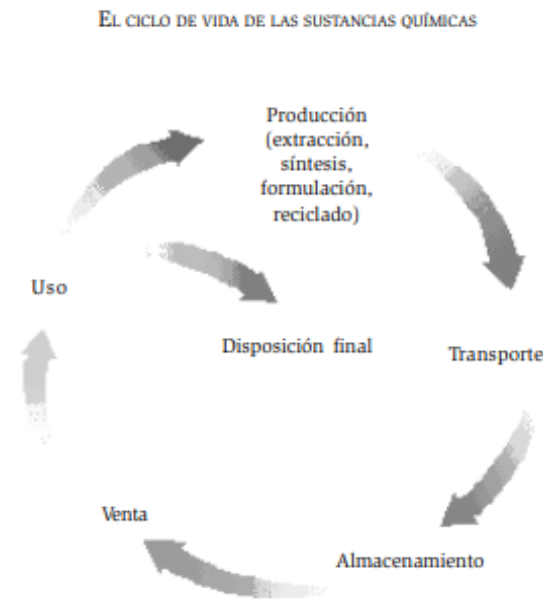 EL CICLO DE VIDA DE LAS SUSTANCIAS QUÍMICAS
Producción
(extracción,
síntesis,
formulación,
reciclado)
Uso
Disposición final
Transporte
Venta
Almacenamiento